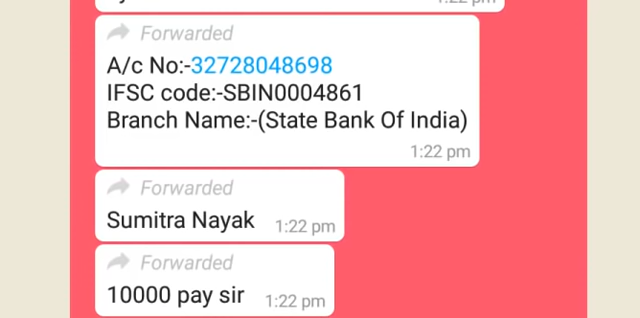 Forwarded
A/c No:-32728048698
IFSC code:-SBIN0004861
Branch Name:-(State Bank Of India)
1:22 pm
Forwarded
Sumitra Nayak 1:22 pm
Forwarded
10000 pay sir 1:22 pm